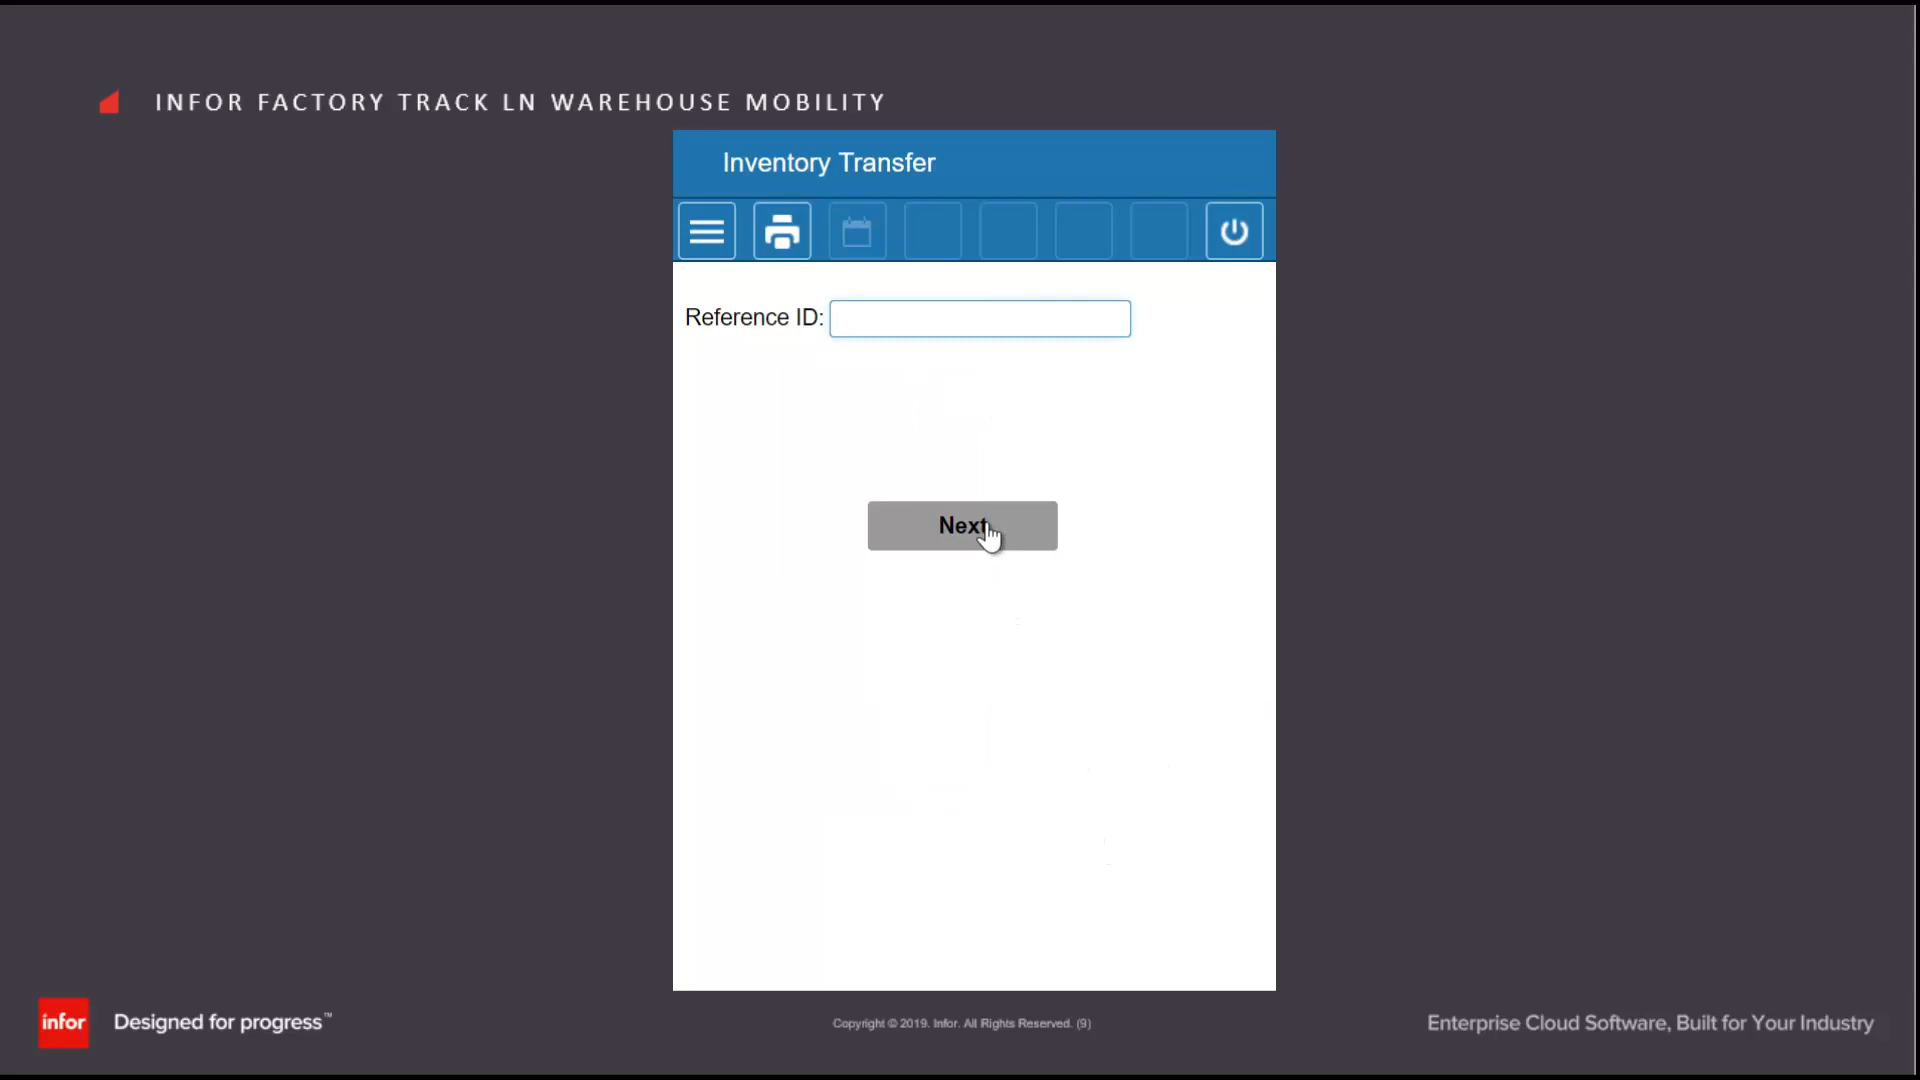 INFOR FACTORY TRACK LN WAREHOUSE MOBILITY
Inventory Transfer
Reference ID:
Next
infor
Designed for progress™
Copyright © 2019. Infor. All Rights Reserved. (9)
Enterprise Cloud Software, Built for Your Industry